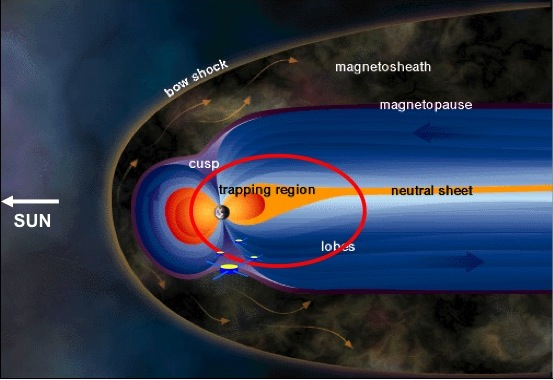 bow shock
magnetosheath
magnetopause
cusp
trapping region
neutral sheet
SUN
lobes